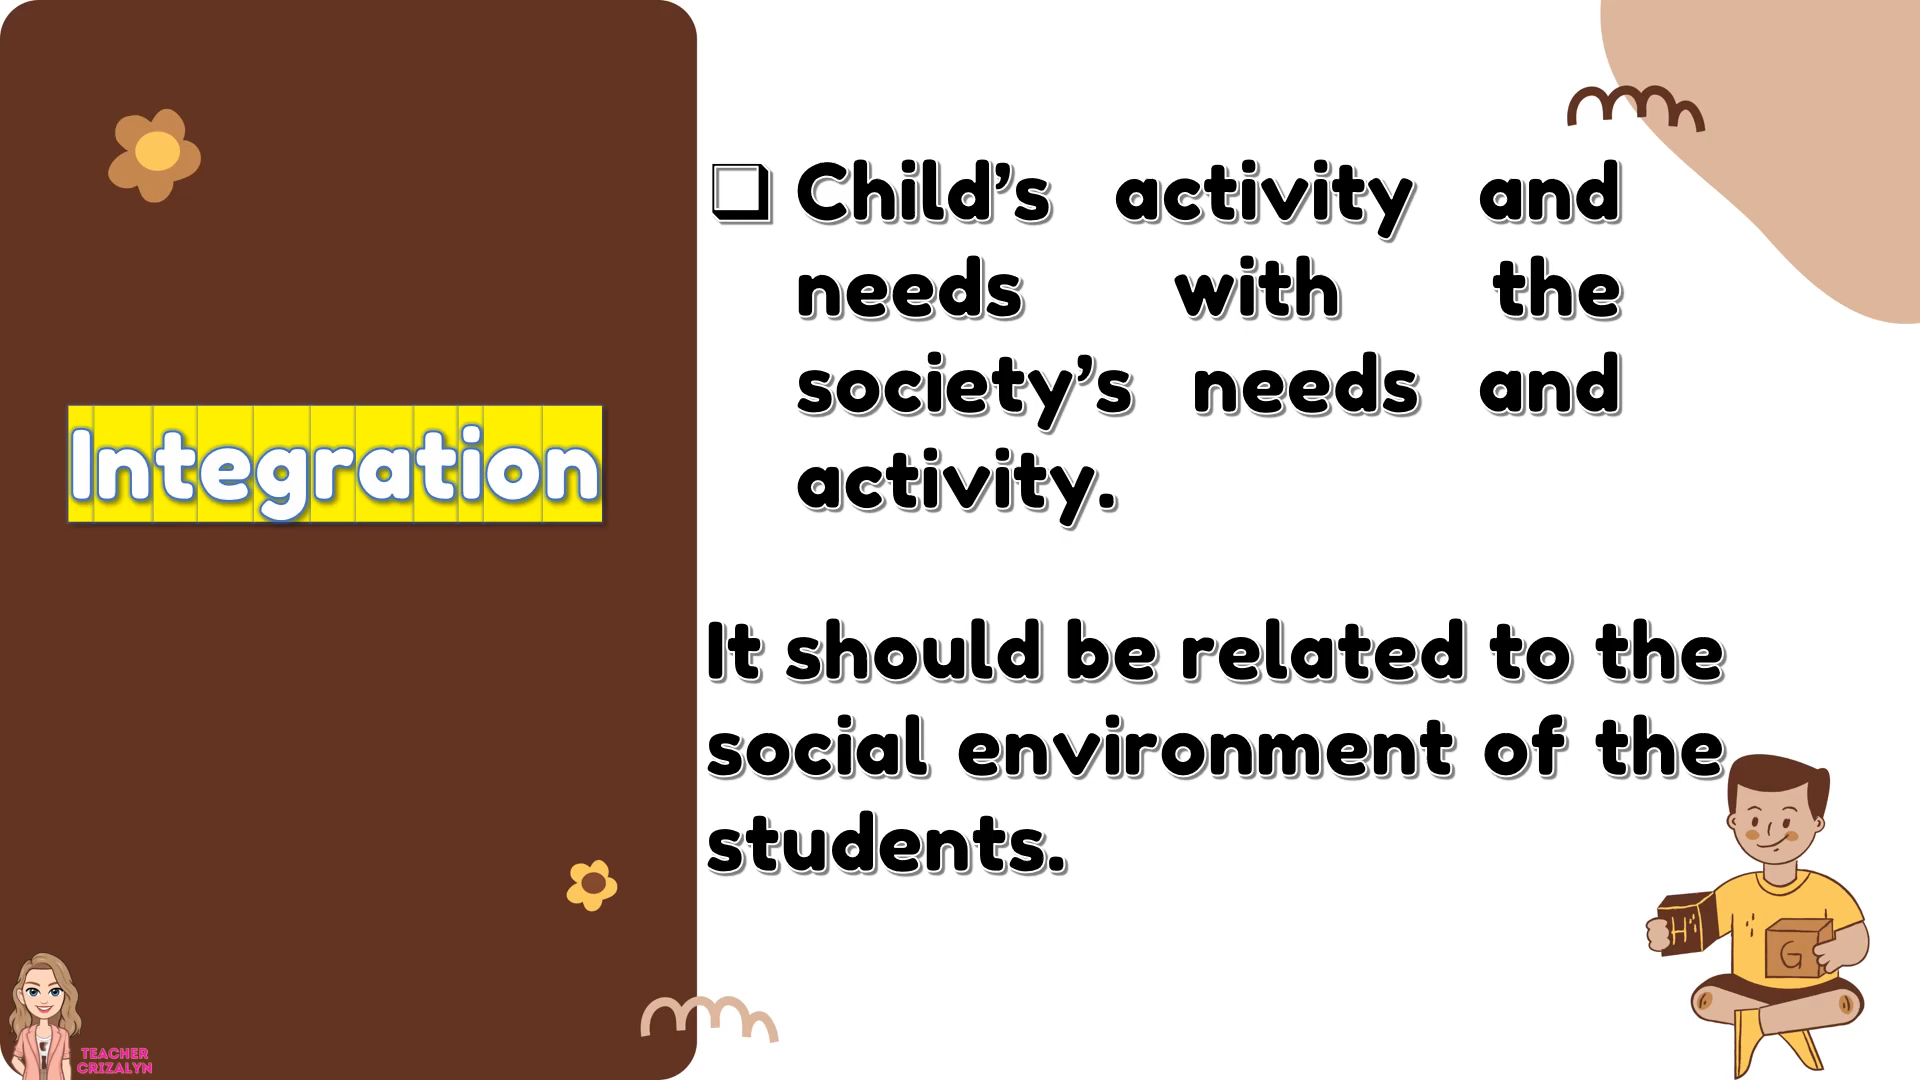 Integration
❑ Child’s activity and
needs with the
society’s needs and
activity.
It should be related to the
social environment of the
students.
H
G
TEACHER
CRIZALYN